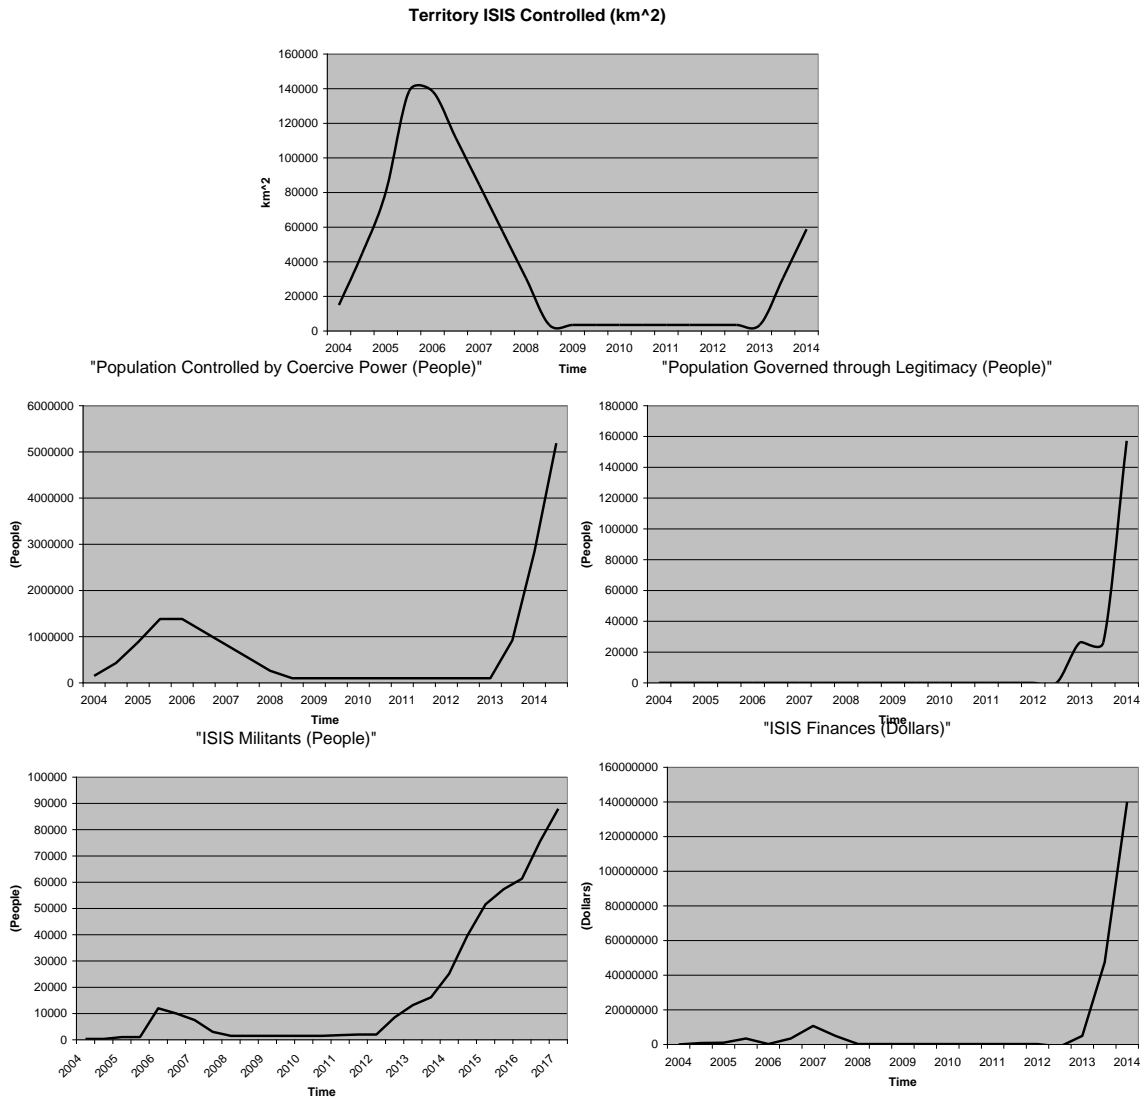 Territory ISIS Controlled (km^2)
160000
140000
120000
100000
80000
60000
40000
20000
0
km^2
2004 2005 2006 2007 2008 2009 2010 2011 2012 2013 2014
Time
"Population Controlled by Coercive Power (People)"
6000000
5000000
4000000
3000000
2000000
1000000
0
(People)
2004 2005 2006 2007 2008 2009 2010 2011 2012 2013 2014
Time
"Population Governed through Legitimacy (People)"
180000
160000
140000
120000
100000
80000
60000
40000
20000
0
(People)
2004 2005 2006 2007 2008 2009 2010 2011 2012 2013 2014
Time
"ISIS Militants (People)"
100000
90000
80000
70000
60000
50000
40000
30000
20000
10000
0
(People)
2004 2005 2006 2007 2008 2009 2010 2011 2012 2013 2014 2015 2016 2017
Time
"ISIS Finances (Dollars)"
160000000
140000000
120000000
100000000
80000000
60000000
40000000
20000000
0
(Dollars)
2004 2005 2006 2007 2008 2009 2010 2011 2012 2013 2014
Time